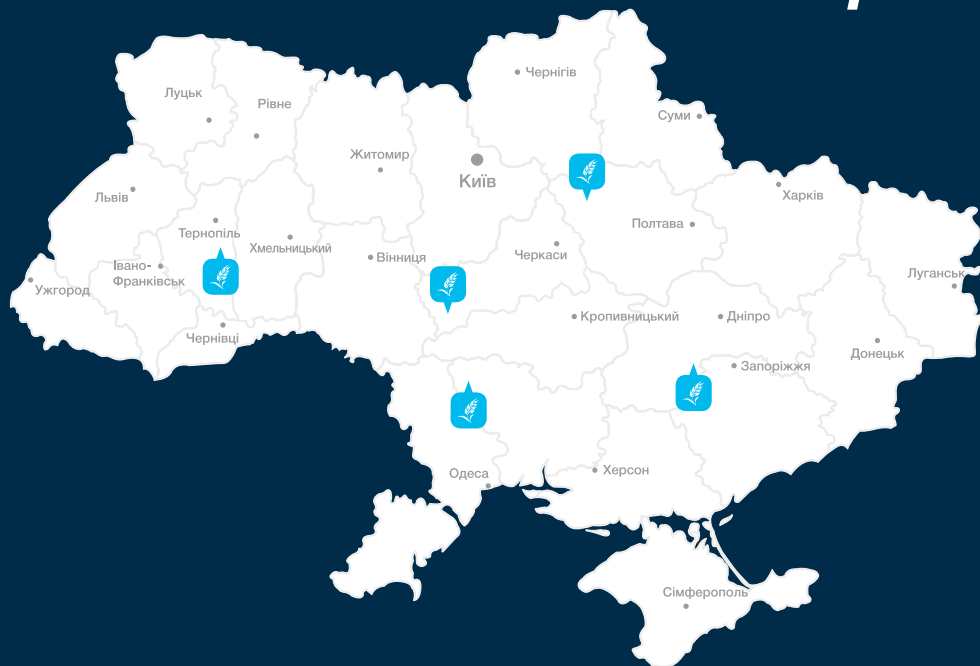 Чернігів
Луцьк
Рівне
Суми
Житомир
Київ
Львів
Харків
Полтава
Тернопіль
Хмельницький
Вінниця
Черкаси
Івано-
Франківськ
Луганськ
Ужгород
Кропивницький
Дніпро
Чернівці
Донецьк
Запоріжжя
Одеса
Херсон
Сімферополь